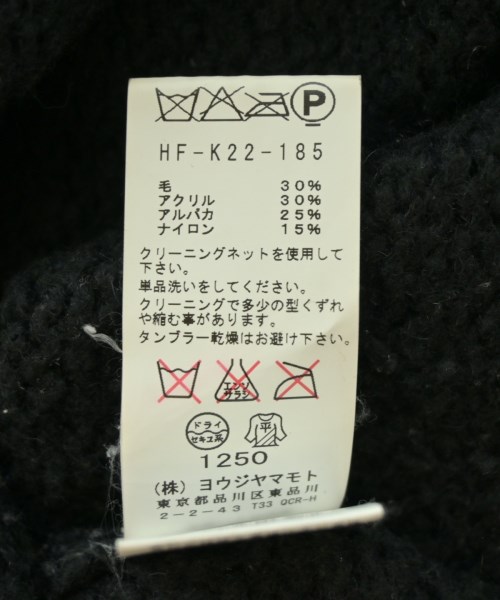 P
HF-K22-185
毛 30%
アクリル 30%
アルパカ 25%
ナイロン 15%
クリーニングネットを使用して
下さい。
単品洗いをしてください。
クリーニングで多少の型くずれ
や縮む事があります。
タンブラー乾燥はお避け下さい。
エンソ
サラシ
ドライ
セキユ系
平
1250
(株) ヨウジヤマモト
東京都品川区東品川
2-2-43 T33 QCR-H